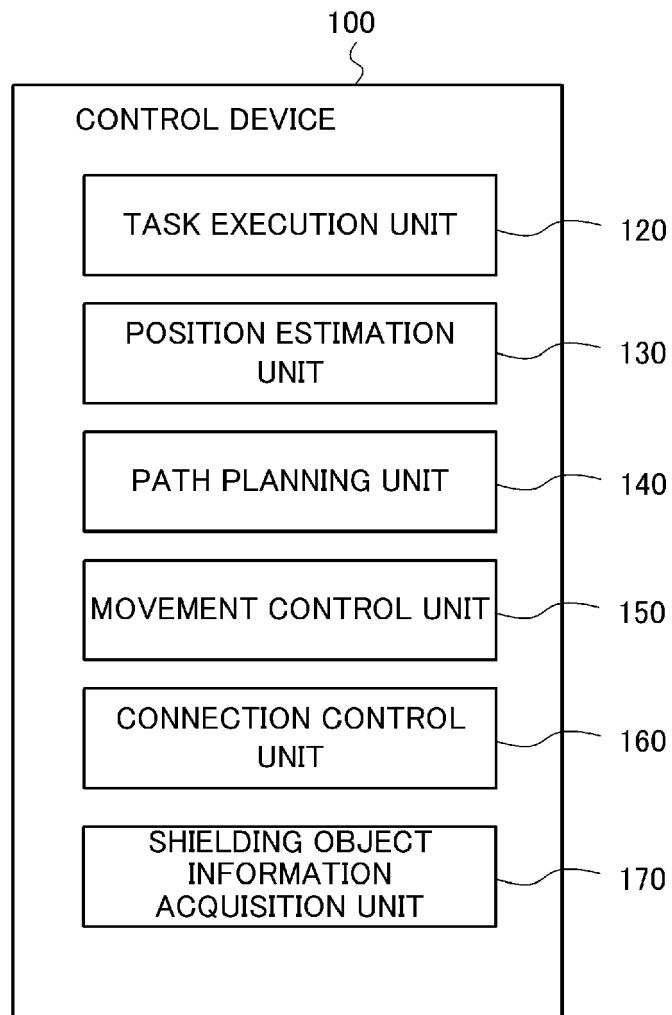 100
CONTROL DEVICE
TASK EXECUTION UNIT
120
POSITION ESTIMATION
UNIT
130
PATH PLANNING UNIT
140
MOVEMENT CONTROL UNIT
150
CONNECTION CONTROL
UNIT
160
SHIELDING OBJECT
INFORMATION
ACQUISITION UNIT
170